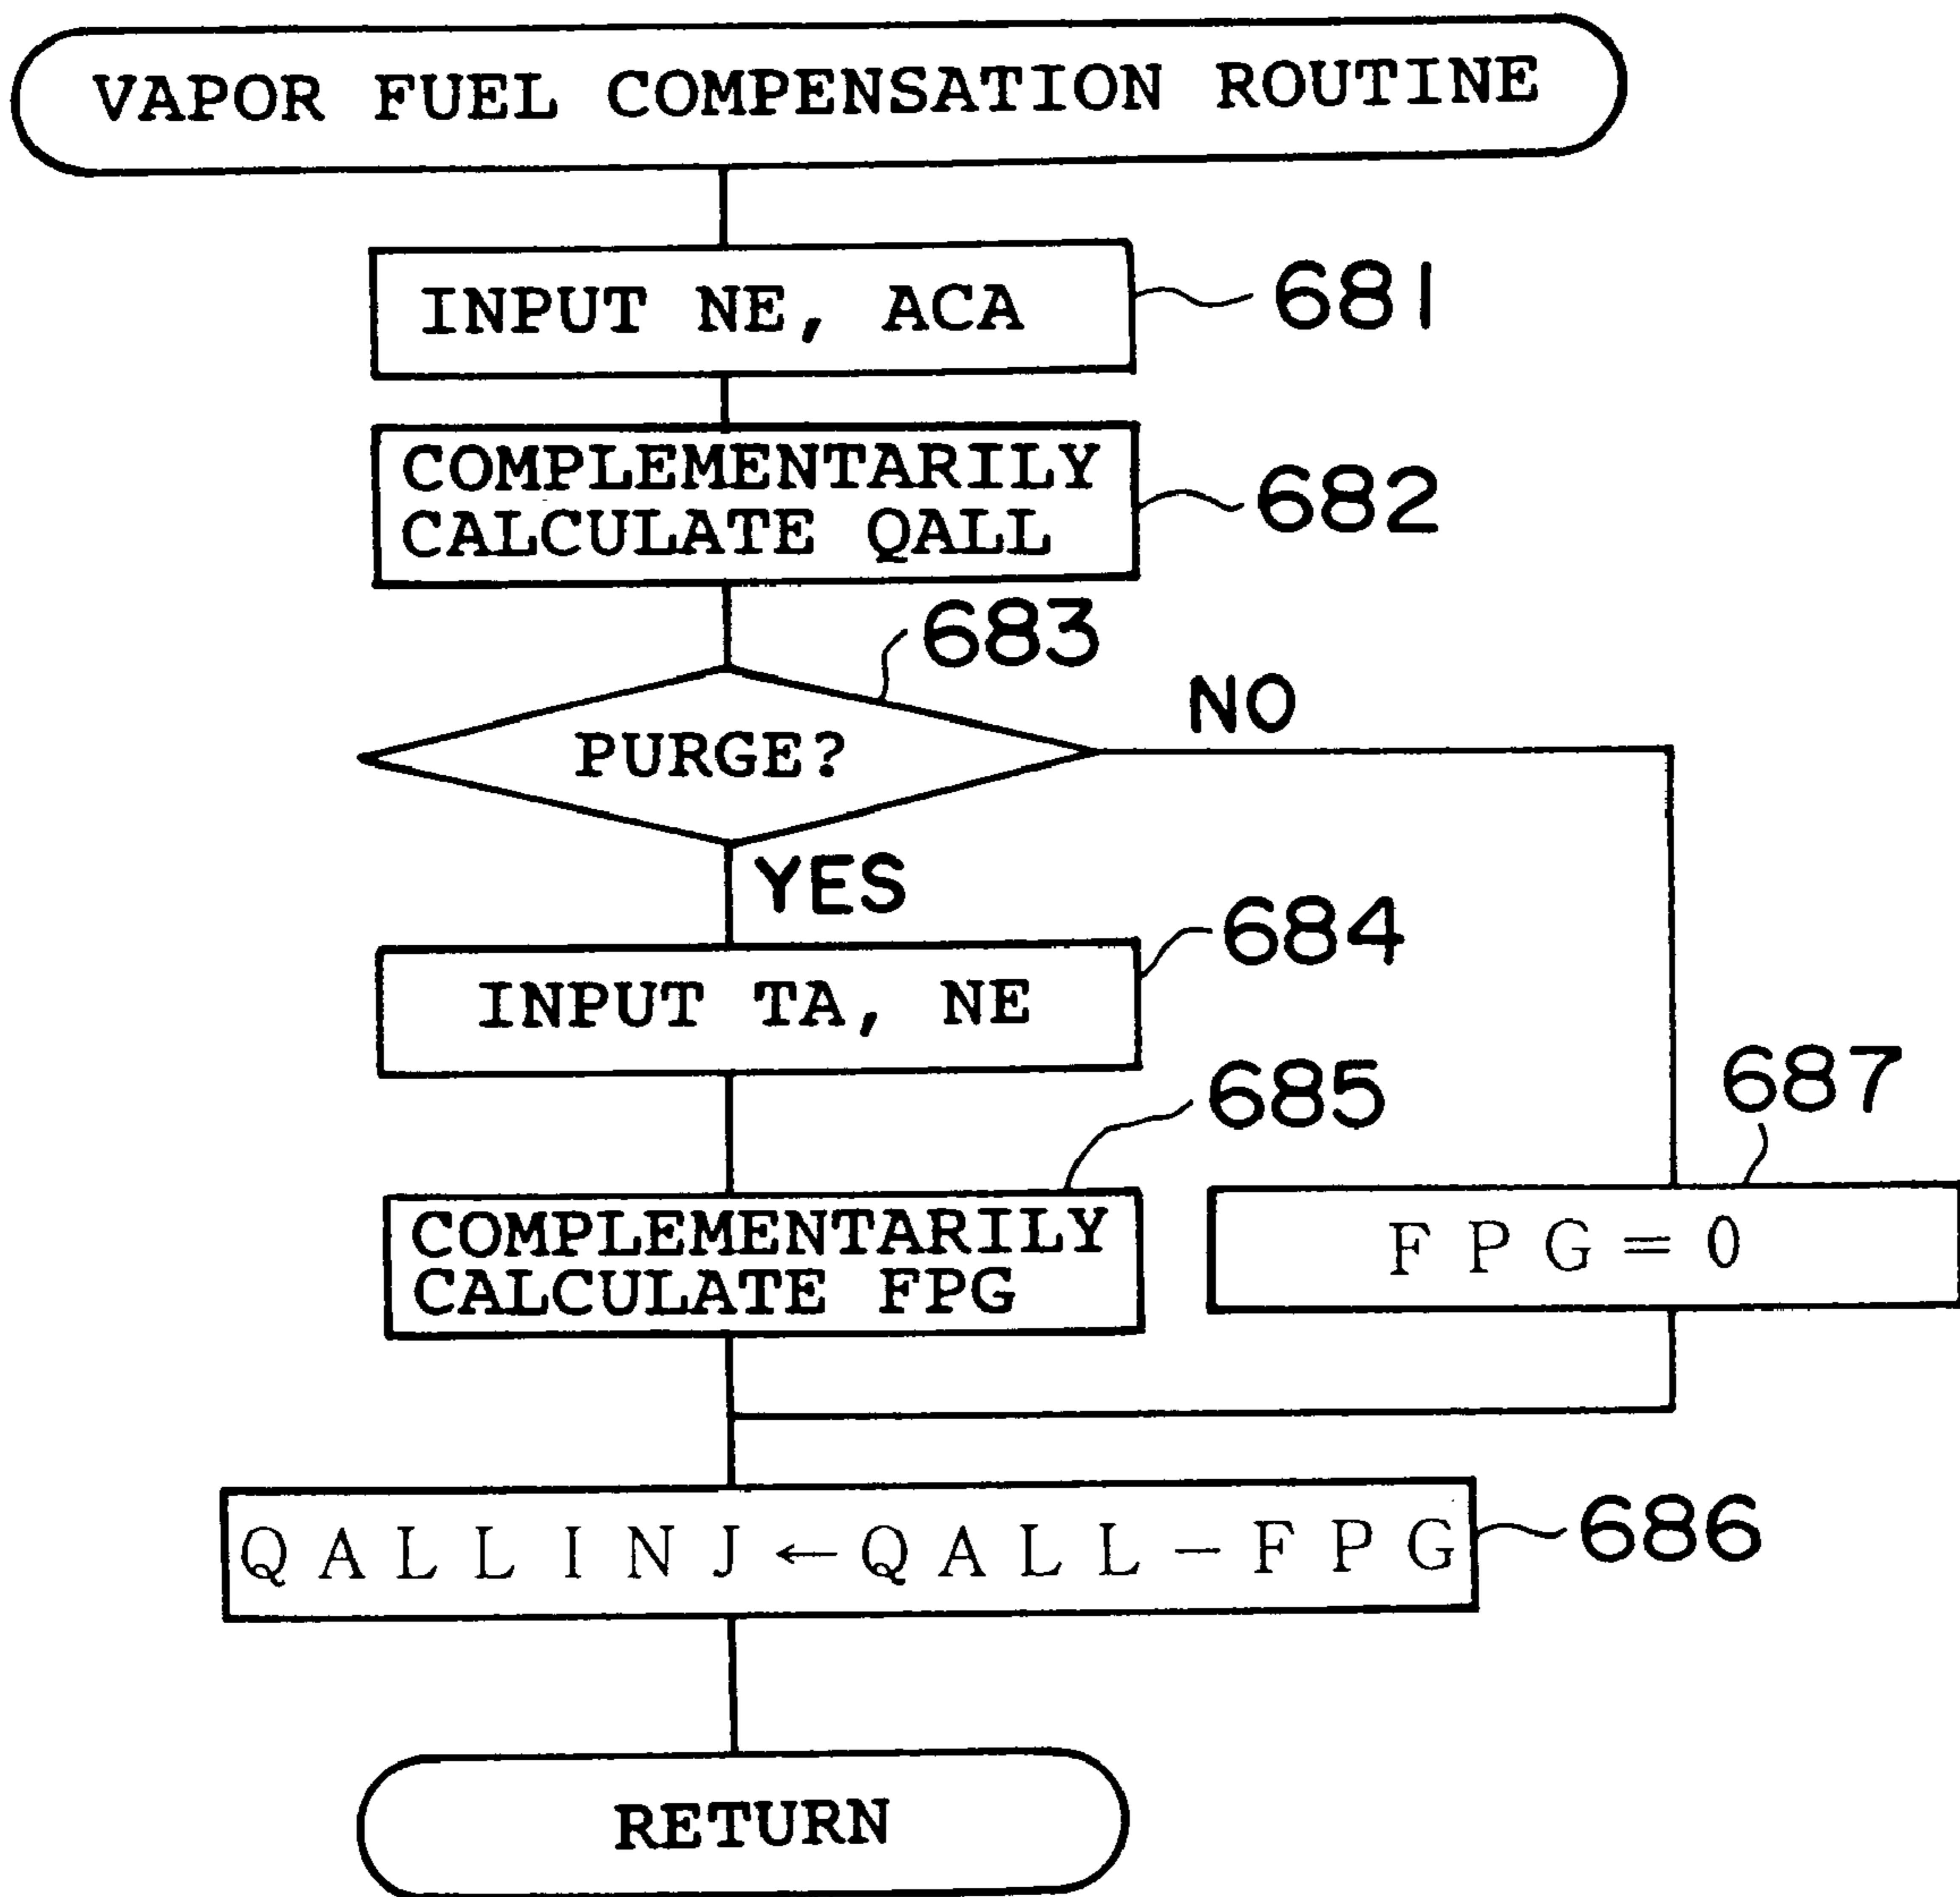 VAPOR FUEL COMPENSATION ROUTINE
INPUT NE, ACA
681
COMPLEMENTARILY
CALCULATE QALL
682
683
PURGE?
NO
YES
INPUT TA, NE
684
685
COMPLEMENTARILY
CALCULATE FPG
687
FPG=0
QALLINJ←QALL-FPG
686
RETURN